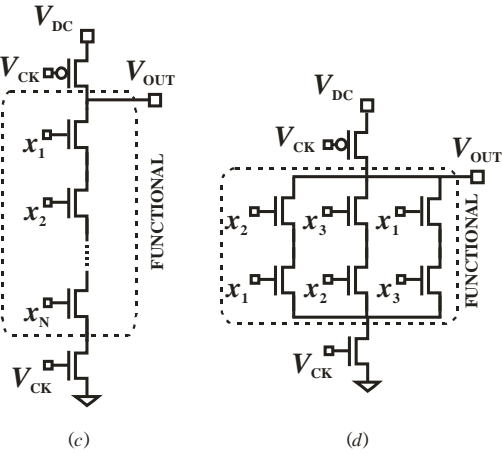 V_DC
V_CK
V_OUT
x_1
x_2
x_N
FUNCTIONAL
V_CK
(c)
V_DC
V_CK
V_OUT
x_2 x_3 x_1
x_1 x_2 x_3
FUNCTIONAL
V_CK
(d)